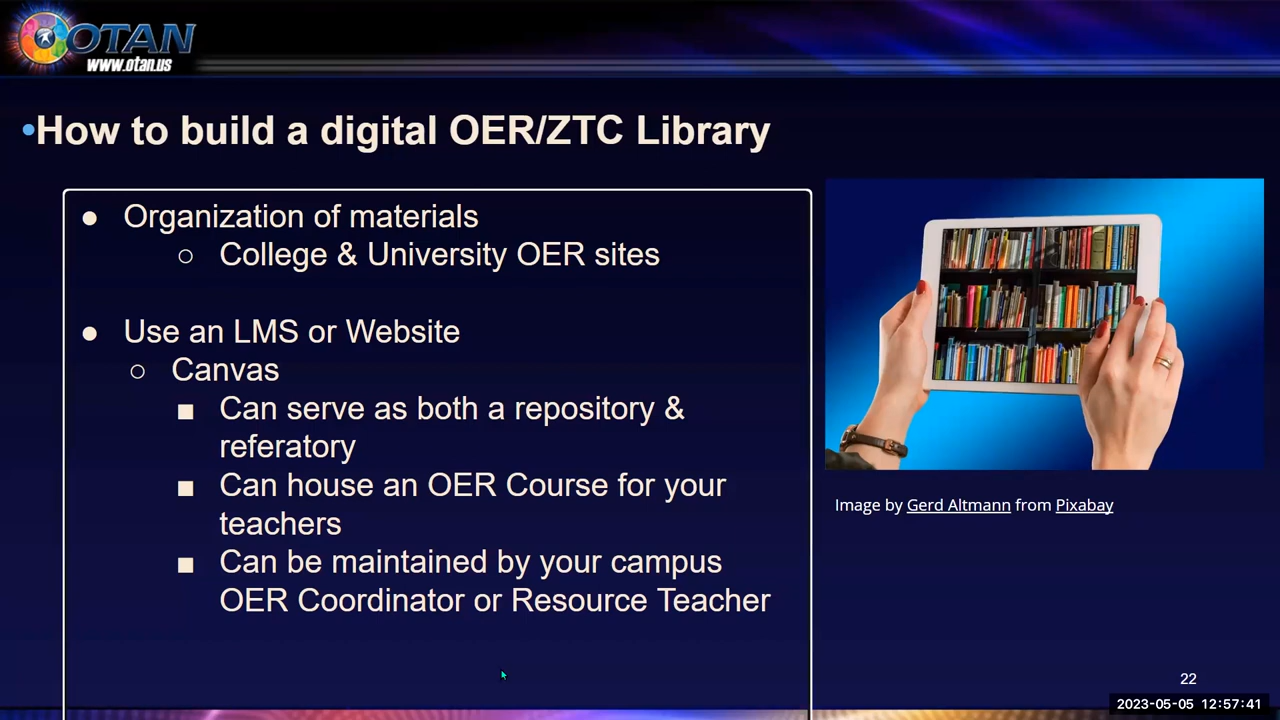 OTAN
www.otan.us
•How to build a digital OER/ZTC Library
● Organization of materials
○ College & University OER sites
● Use an LMS or Website
○ Canvas
■ Can serve as both a repository &
referatory
■ Can house an OER Course for your
teachers
■ Can be maintained by your campus
OER Coordinator or Resource Teacher
Image by Gerd Altmann from Pixabay
22
2023-05-05 12:57:41